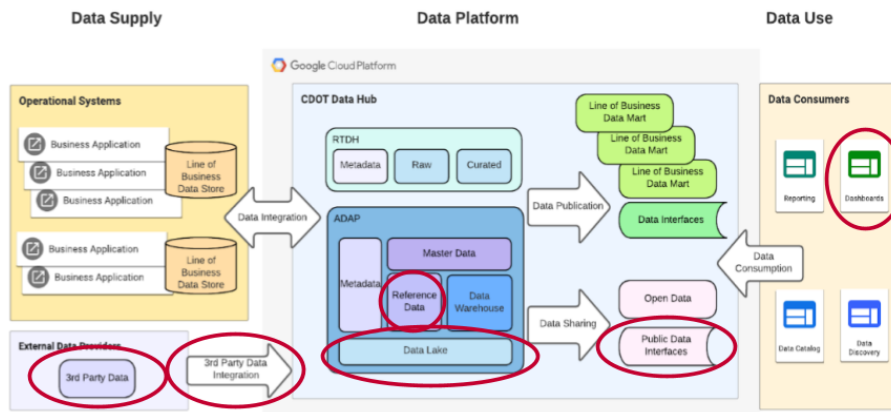 Data Supply
Data Platform
Data Use
Google Cloud Platform
Operational Systems
Business Application
Business Application
Business Application
Line of
Business
Data Store
Business Application
Business Application
Line of
Business
Data Store
External Data Providers
3rd Party Data
Data Integration
3rd Party Data
Integration
CDOT Data Hub
RTDH
Metadata
Raw
Curated
ADAP
Metadata
Master Data
Reference
Data
Data
Warehouse
Data Lake
Data Publication
Data Sharing
Line of Business
Data Mart
Line of Business
Data Mart
Line of Business
Data Mart
Data Interfaces
Open Data
Public Data
Interfaces
Data
Consumption
Data Consumers
Reporting
Dashboards
Data Catalog
Data
Discovery